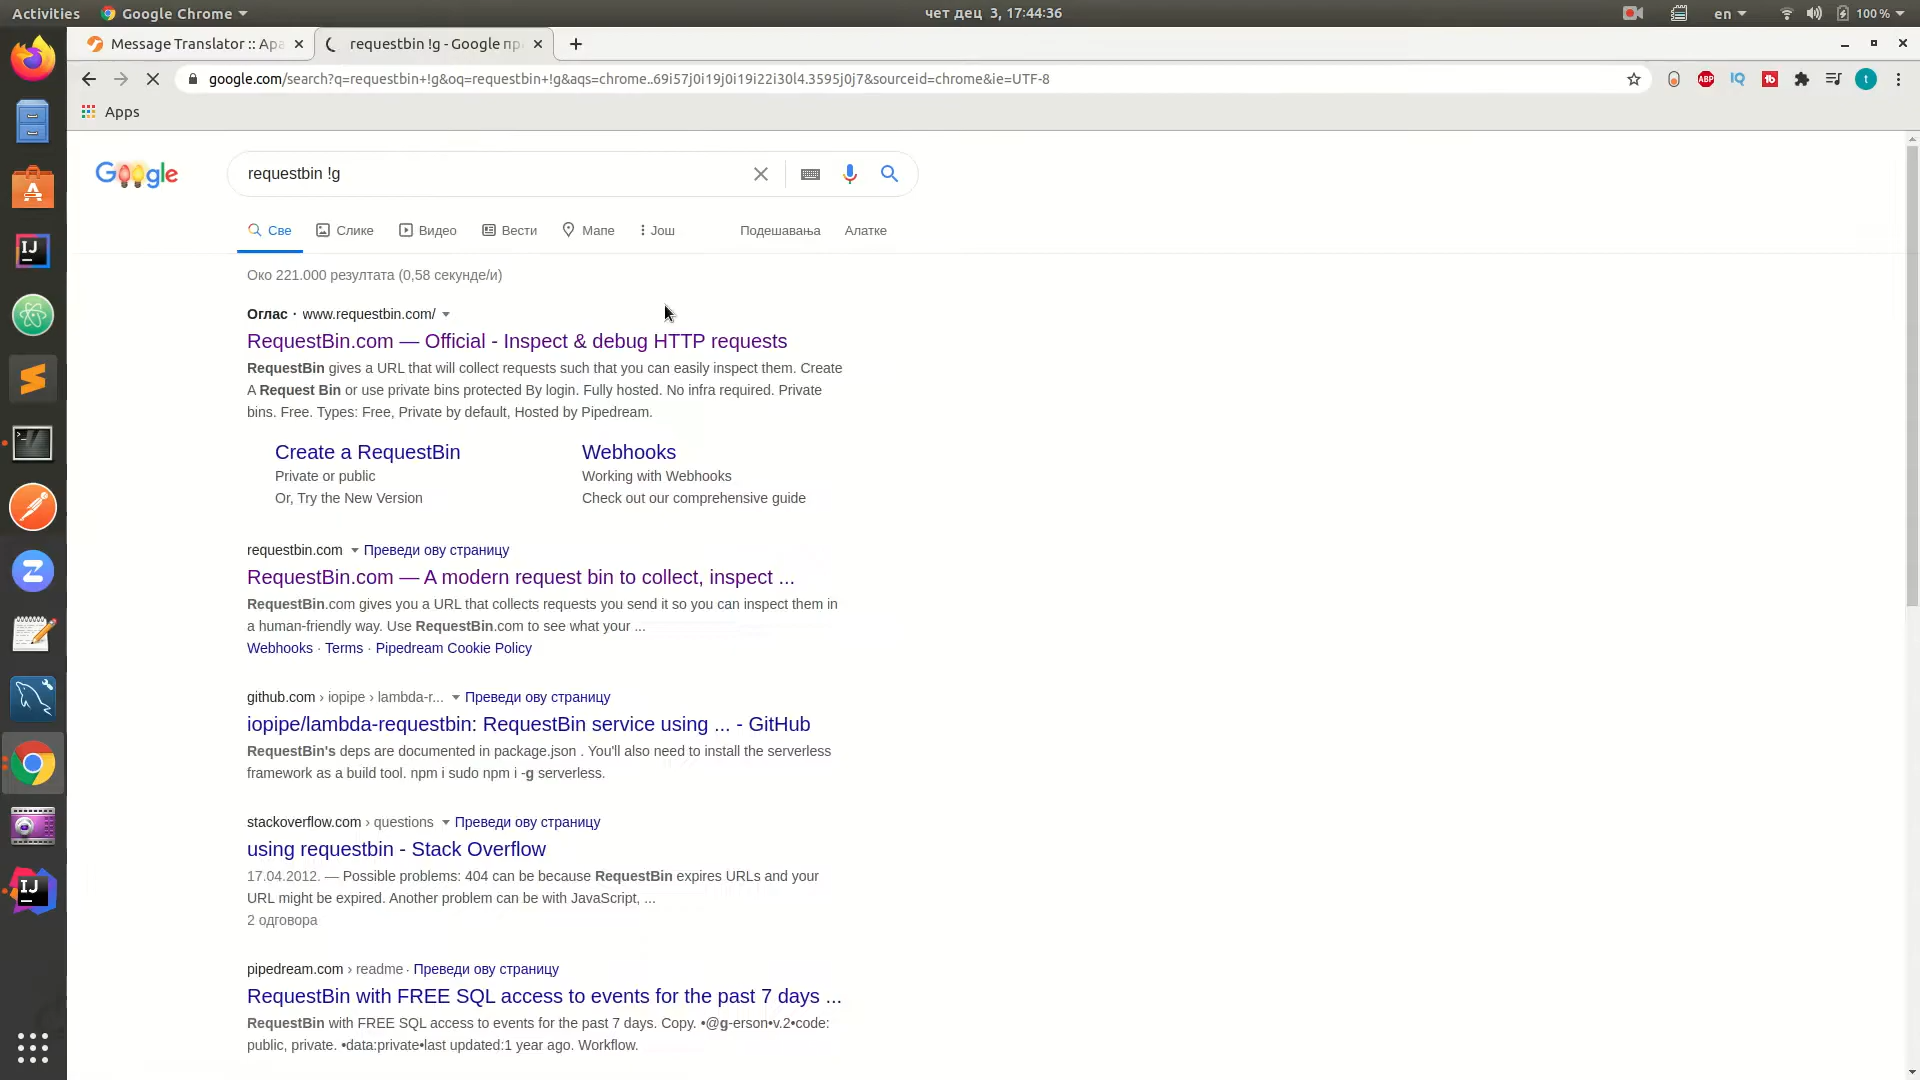 Activities
Google Chrome
чет дец 3, 17:44:36
en
100 %
Message Translator :: Apa
requestbin !g - Google пр
google.com/search?q=requestbin+!g&oq=requestbin+!g&aqs=chrome..69i57j0i19j0i19i22i30l4.3595j0j7&sourceid=chrome&ie=UTF-8
ABP
IQ
t
Apps
Google
requestbin !g
Све
Слике
Видео
Вести
Мапе
Још
Подешавања
Алатке
Око 221.000 резултата (0,58 секунде/и)
Оглас · www.requestbin.com/
RequestBin.com — Official - Inspect & debug HTTP requests
RequestBin gives a URL that will collect requests such that you can easily inspect them. Create
A Request Bin or use private bins protected By login. Fully hosted. No infra required. Private
bins. Free. Types: Free, Private by default, Hosted by Pipedream.
Create a RequestBin
Private or public
Or, Try the New Version
Webhooks
Working with Webhooks
Check out our comprehensive guide
requestbin.com Преведи ову страницу
RequestBin.com — A modern request bin to collect, inspect ...
RequestBin.com gives you a URL that collects requests you send it so you can inspect them in
a human-friendly way. Use RequestBin.com to see what your ...
Webhooks · Terms · Pipedream Cookie Policy
github.com › iopipe › lambda-r... Преведи ову страницу
iopipe/lambda-requestbin: RequestBin service using ... - GitHub
RequestBin's deps are documented in package.json . You'll also need to install the serverless
framework as a build tool. npm i sudo npm i -g serverless.
stackoverflow.com › questions Преведи ову страницу
using requestbin - Stack Overflow
17.04.2012. — Possible problems: 404 can be because RequestBin expires URLs and your
URL might be expired. Another problem can be with JavaScript, ...
2 одговора
pipedream.com › readme · Преведи ову страницу
RequestBin with FREE SQL access to events for the past 7 days ...
RequestBin with FREE SQL access to events for the past 7 days. Copy. •@g-erson•v.2•code:
public, private. •data:private•last updated:1 year ago. Workflow.